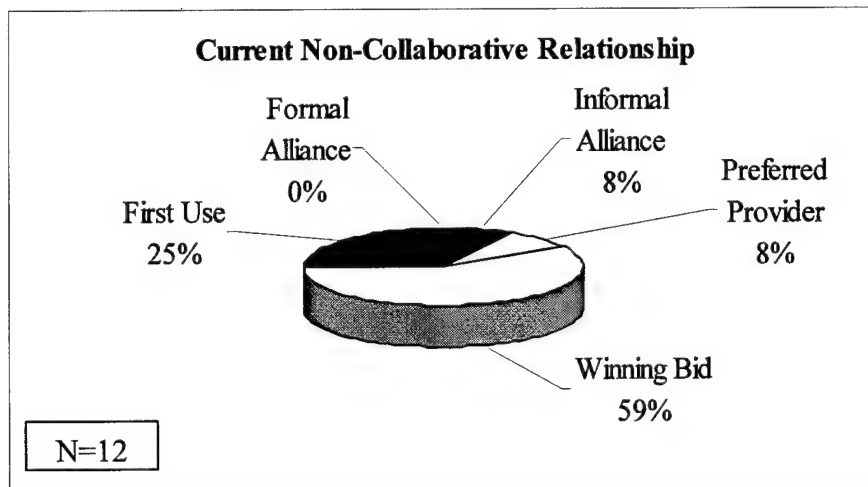 Current Non-Collaborative Relationship
Formal
Alliance
0%
Informal
Alliance
8%
Preferred
Provider
8%
First Use
25%
Winning Bid
59%
N=12